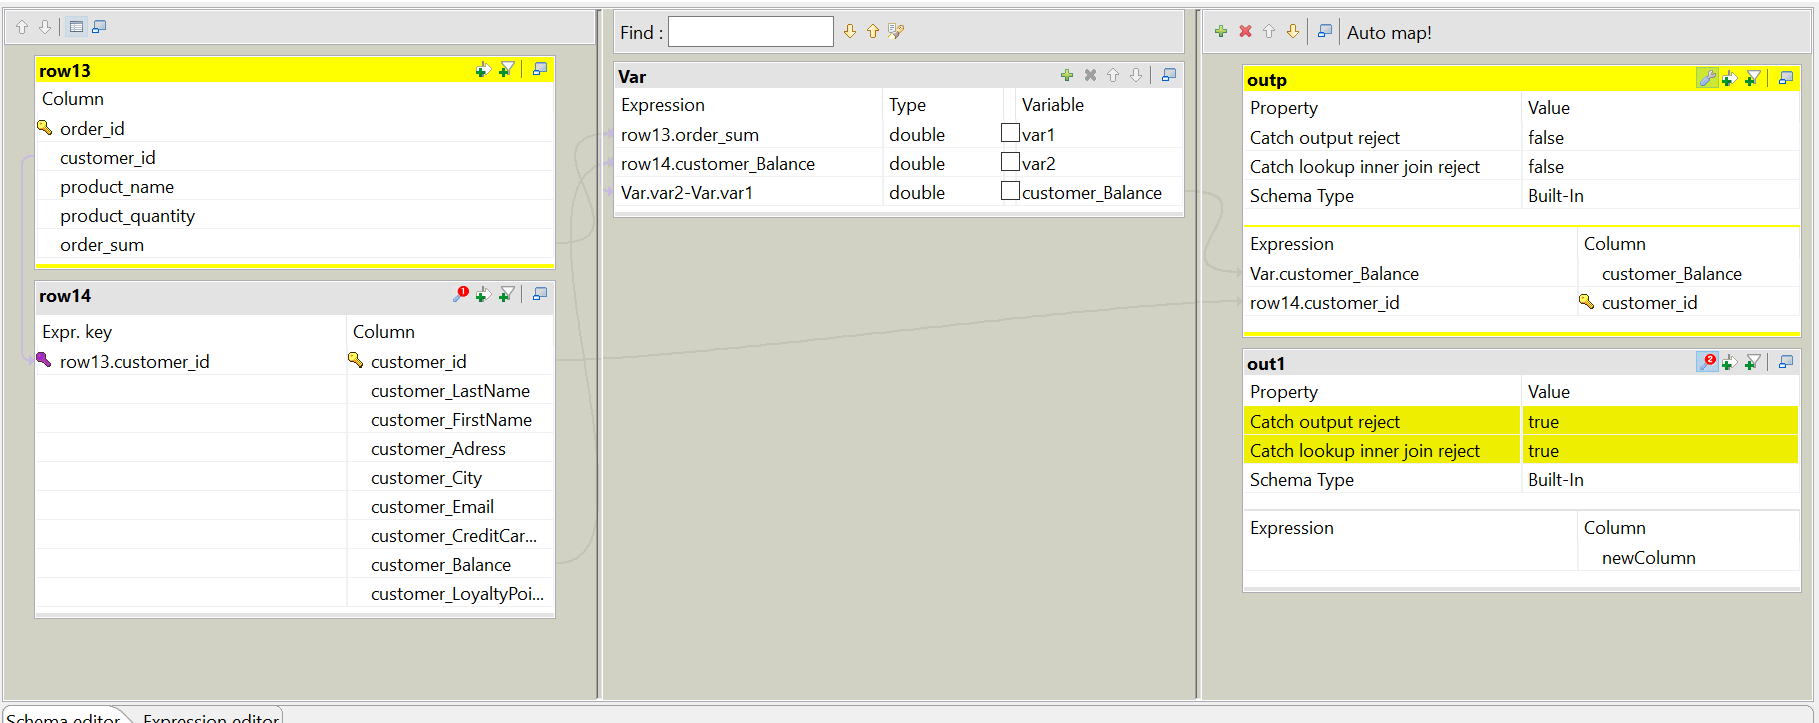 row13
Column
order_id
customer_id
product_name
product_quantity
order_sum
row14
1
Expr. key Column
row13.customer_id customer_id
customer_LastName
customer_FirstName
customer_Adress
customer_City
customer_Email
customer_CreditCar...
customer_Balance
customer_LoyaltyPoi...
Find :
Var
Expression Type Variable
row13.order_sum double var1
row14.customer_Balance double var2
Var.var2-Var.var1 double customer_Balance
Auto map!
outp
Property Value
Catch output reject false
Catch lookup inner join reject false
Schema Type Built-In
Expression Column
Var.customer_Balance customer_Balance
row14.customer_id customer_id
out1
2
Property Value
Catch output reject true
Catch lookup inner join reject true
Schema Type Built-In
Expression Column
newColumn
Schema editor Expression editor